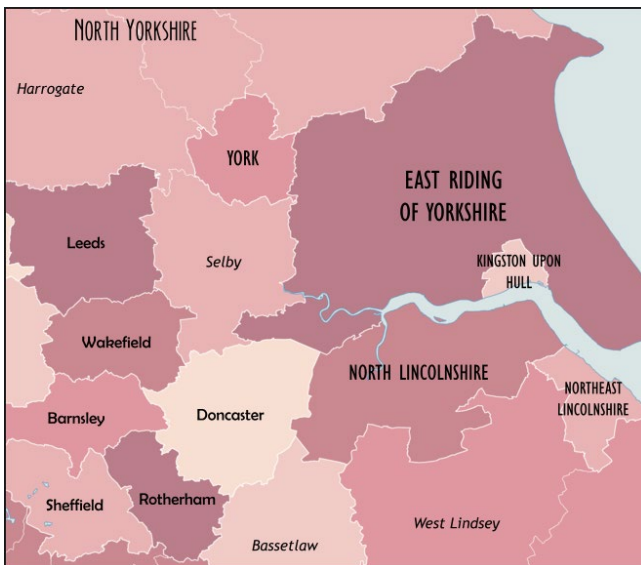 NORTH YORKSHIRE
Harrogate
YORK
EAST RIDING
OF YORKSHIRE
Leeds
Selby
KINGSTON UPON
HULL
Wakefield
NORTH LINCOLNSHIRE
NORTHEAST
LINCOLNSHIRE
Barnsley
Doncaster
Sheffield
Rotherham
West Lindsey
Bassetlaw